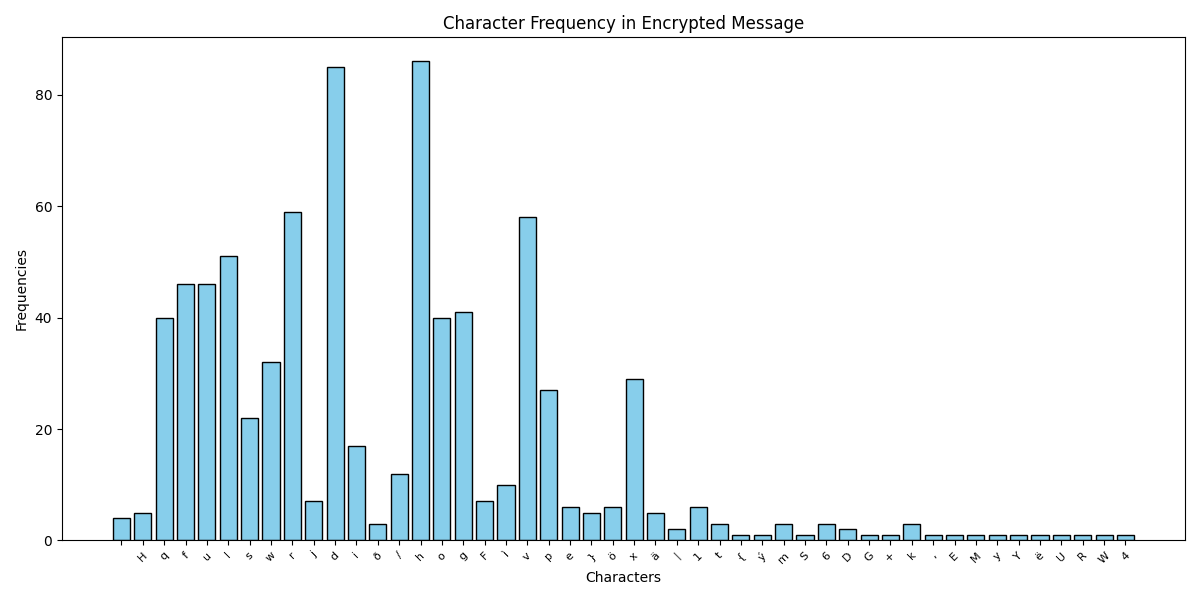 Character Frequency in Encrypted Message
Frequencies
80
60
40
20
0
H q f u l s w r j d i ð / h o g F ì v p e } ö x ä | 1 t { ý m S 6 D G + k , E M y Y ë U R W 4
Characters